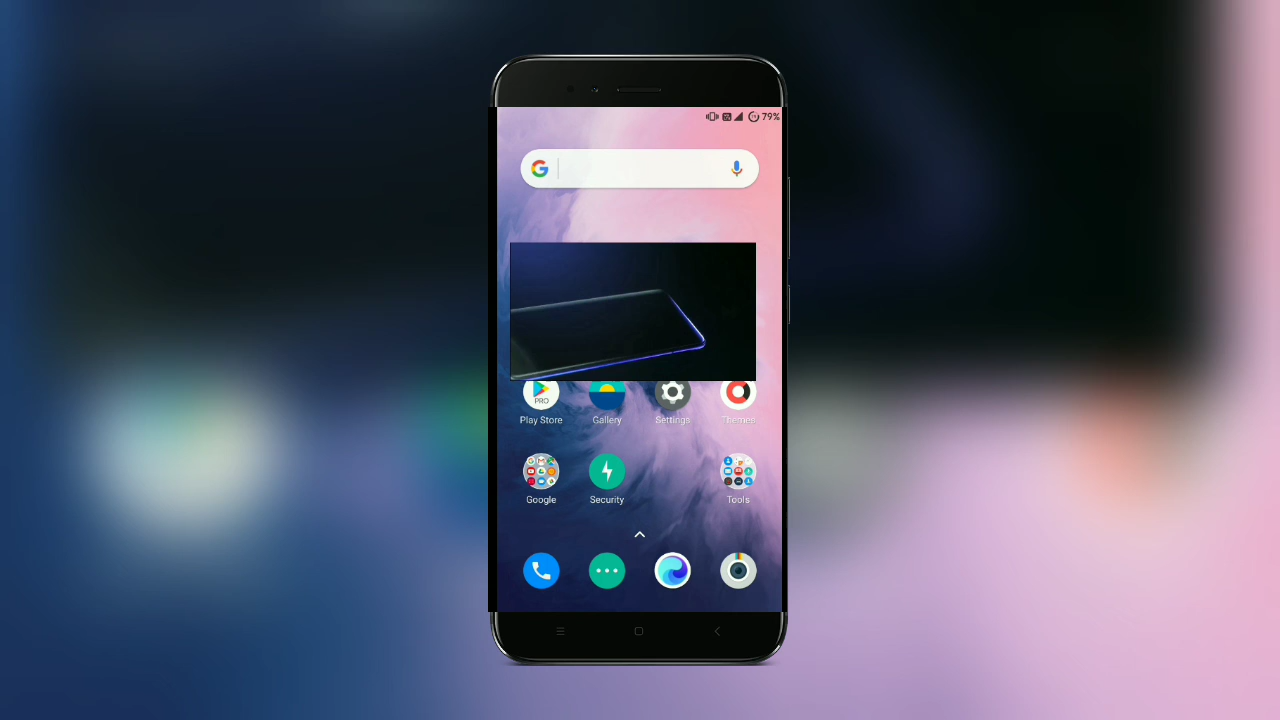 79%
G
PRO
Play Store
Gallery
Settings
Themes
Google
Security
Tools